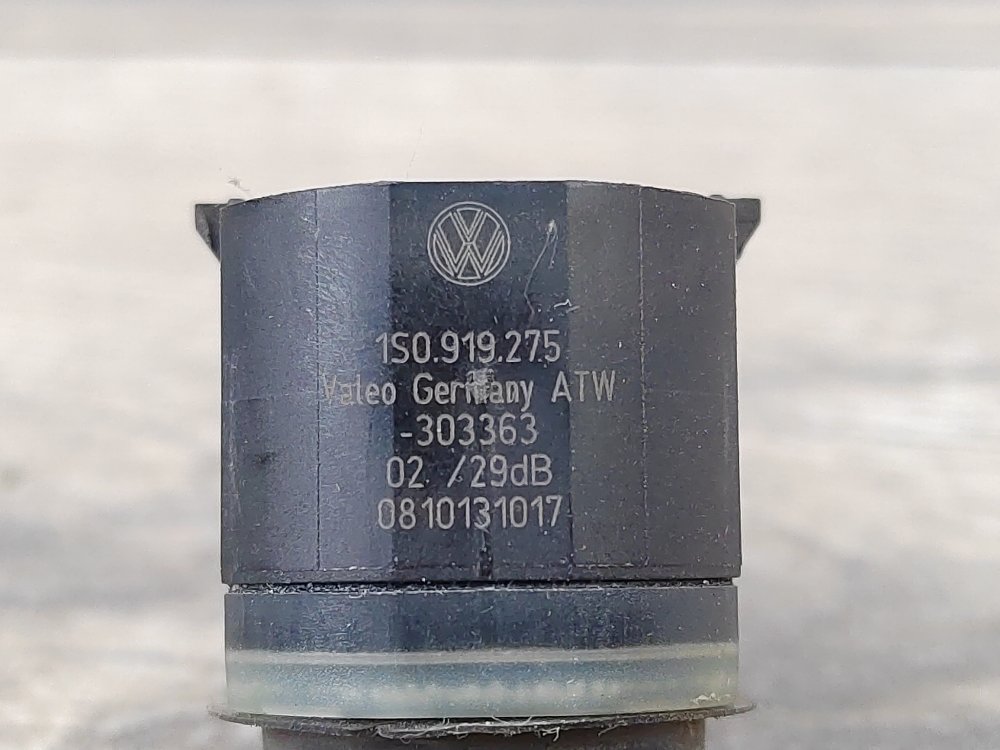 1S0.919.275
Valeo Germany ATW
-303363
02 /29dB
0810131017